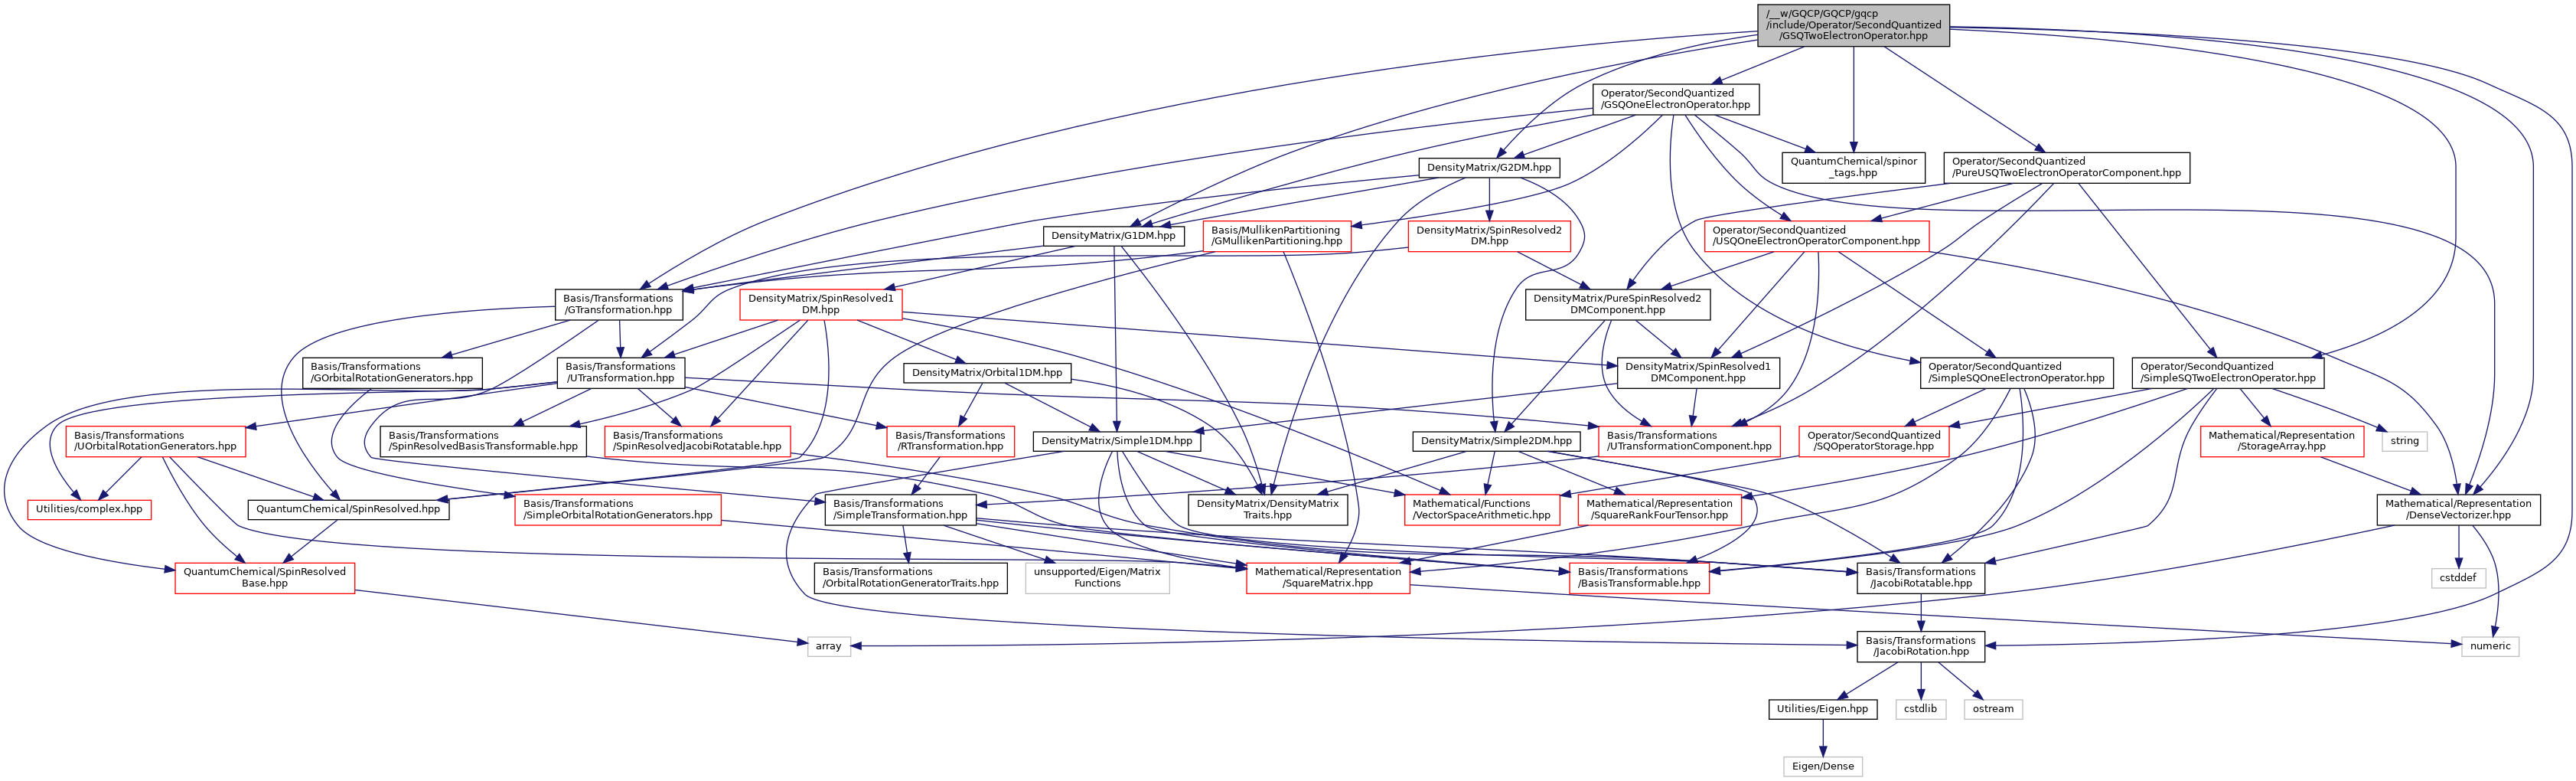 /__w/GQCP/GQCP/gqcp
/include/Operator/SecondQuantized
/GSQTwoElectronOperator.hpp
Operator/SecondQuantized
/GSQOneElectronOperator.hpp
DensityMatrix/G2DM.hpp
QuantumChemical/spinor
_tags.hpp
Operator/SecondQuantized
/PureUSQTwoElectronOperatorComponent.hpp
DensityMatrix/G1DM.hpp
Basis/MullikenPartitioning
/GMullikenPartitioning.hpp
DensityMatrix/SpinResolved2
DM.hpp
Operator/SecondQuantized
/USQOneElectronOperatorComponent.hpp
Basis/Transformations
/GTransformation.hpp
DensityMatrix/SpinResolved1
DM.hpp
DensityMatrix/PureSpinResolved2
DMComponent.hpp
Basis/Transformations
/GOrbitalRotationGenerators.hpp
Basis/Transformations
/UTransformation.hpp
DensityMatrix/Orbital1DM.hpp
DensityMatrix/SpinResolved1
DMComponent.hpp
Operator/SecondQuantized
/SimpleSQOneElectronOperator.hpp
Operator/SecondQuantized
/SimpleSQTwoElectronOperator.hpp
Basis/Transformations
/UOrbitalRotationGenerators.hpp
Basis/Transformations
/SpinResolvedBasisTransformable.hpp
Basis/Transformations
/SpinResolvedJacobiRotatable.hpp
Basis/Transformations
/RTransformation.hpp
DensityMatrix/Simple1DM.hpp
DensityMatrix/Simple2DM.hpp
Basis/Transformations
/UTransformationComponent.hpp
Operator/SecondQuantized
/SQOperatorStorage.hpp
Mathematical/Representation
/StorageArray.hpp
string
Utilities/complex.hpp
QuantumChemical/SpinResolved.hpp
Basis/Transformations
/SimpleOrbitalRotationGenerators.hpp
Basis/Transformations
/SimpleTransformation.hpp
DensityMatrix/DensityMatrix
Traits.hpp
Mathematical/Functions
/VectorSpaceArithmetic.hpp
Mathematical/Representation
/SquareRankFourTensor.hpp
Mathematical/Representation
/DenseVectorizer.hpp
QuantumChemical/SpinResolved
Base.hpp
Basis/Transformations
/OrbitalRotationGeneratorTraits.hpp
unsupported/Eigen/Matrix
Functions
Mathematical/Representation
/SquareMatrix.hpp
Basis/Transformations
/BasisTransformable.hpp
Basis/Transformations
/JacobiRotatable.hpp
cstddef
array
Basis/Transformations
/JacobiRotation.hpp
numeric
Utilities/Eigen.hpp
cstdlib
ostream
Eigen/Dense